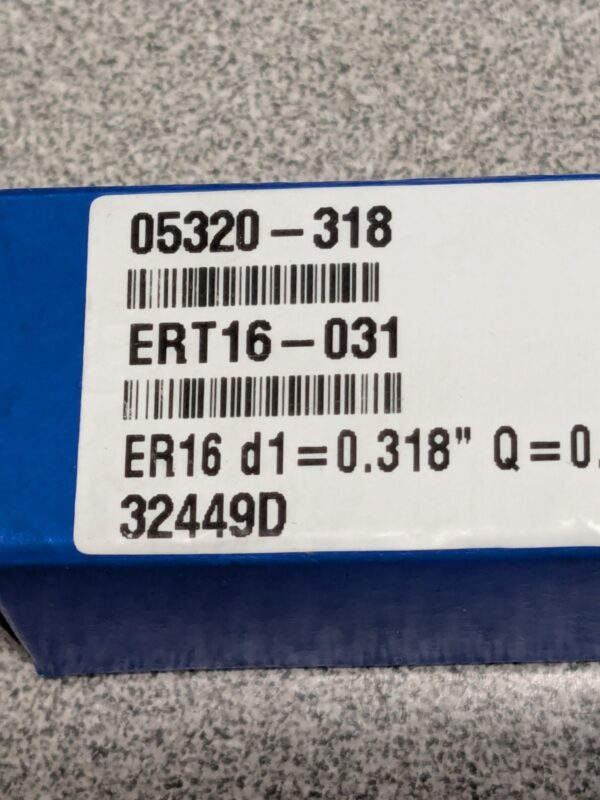 05320-318
ERT16-031
ER16 d1=0.318" Q=0.
32449D